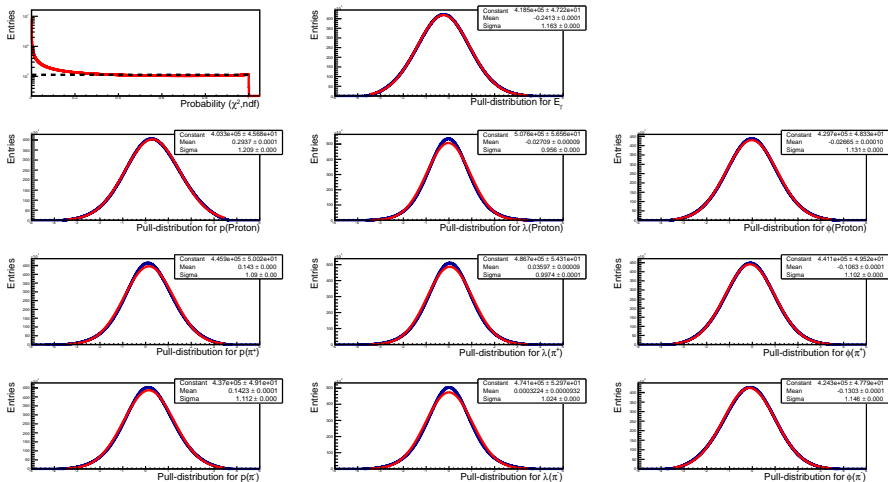 Entries
Probability (χ²,ndf)
Entries
Constant 4.185e+05 ± 4.722e+01
Mean -0.2413 ± 0.0001
Sigma 1.163 ± 0.000
Pull-distribution for Eγ
Entries
Constant 4.033e+05 ± 4.568e+01
Mean 0.2937 ± 0.0001
Sigma 1.209 ± 0.000
Pull-distribution for p(Proton)
Entries
Constant 5.076e+05 ± 5.656e+01
Mean -0.02709 ± 0.00009
Sigma 0.956 ± 0.000
Pull-distribution for λ(Proton)
Entries
Constant 4.297e+05 ± 4.833e+01
Mean -0.02665 ± 0.00010
Sigma 1.131 ± 0.000
Pull-distribution for ϕ(Proton)
Entries
Constant 4.459e+05 ± 5.002e+01
Mean 0.143 ± 0.000
Sigma 1.09 ± 0.00
Pull-distribution for p(π⁺)
Entries
Constant 4.867e+05 ± 5.431e+01
Mean 0.03597 ± 0.00009
Sigma 0.9974 ± 0.0001
Pull-distribution for λ(π⁺)
Entries
Constant 4.411e+05 ± 4.952e+01
Mean -0.1063 ± 0.0001
Sigma 1.102 ± 0.000
Pull-distribution for ϕ(π⁺)
Entries
Constant 4.37e+05 ± 4.91e+01
Mean 0.1423 ± 0.0001
Sigma 1.112 ± 0.000
Pull-distribution for p(π⁻)
Entries
Constant 4.741e+05 ± 5.297e+01
Mean 0.0003224 ± 0.0000932
Sigma 1.024 ± 0.000
Pull-distribution for λ(π⁻)
Entries
Constant 4.243e+05 ± 4.779e+01
Mean -0.1303 ± 0.0001
Sigma 1.146 ± 0.000
Pull-distribution for ϕ(π⁻)